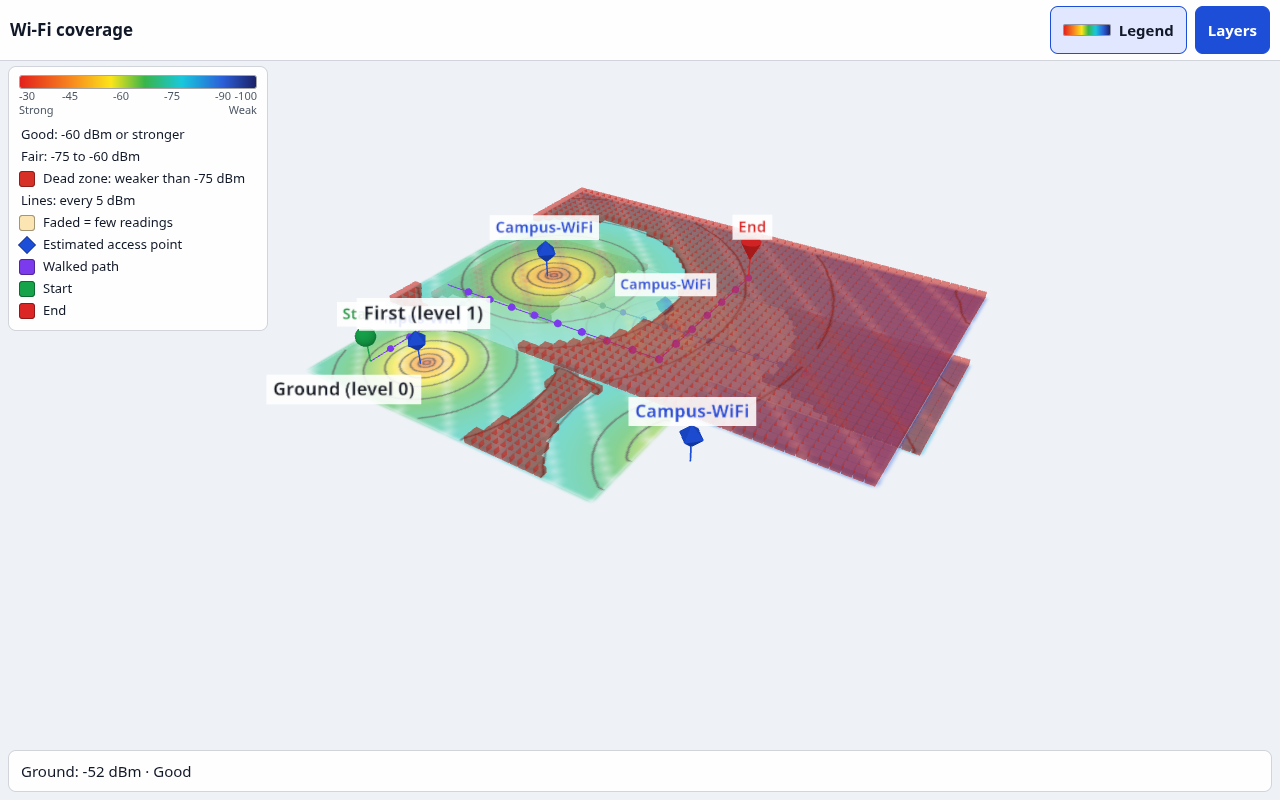 Wi-Fi coverage
Legend
Layers
-30 -45 -60 -75 -90 -100
Strong Weak
Good: -60 dBm or stronger
Fair: -75 to -60 dBm
Dead zone: weaker than -75 dBm
Lines: every 5 dBm
Faded = few readings
Estimated access point
Walked path
Start
End
Campus-WiFi
End
Campus-WiFi
St
First (level 1)
Ground (level 0)
Campus-WiFi
Ground: -52 dBm · Good